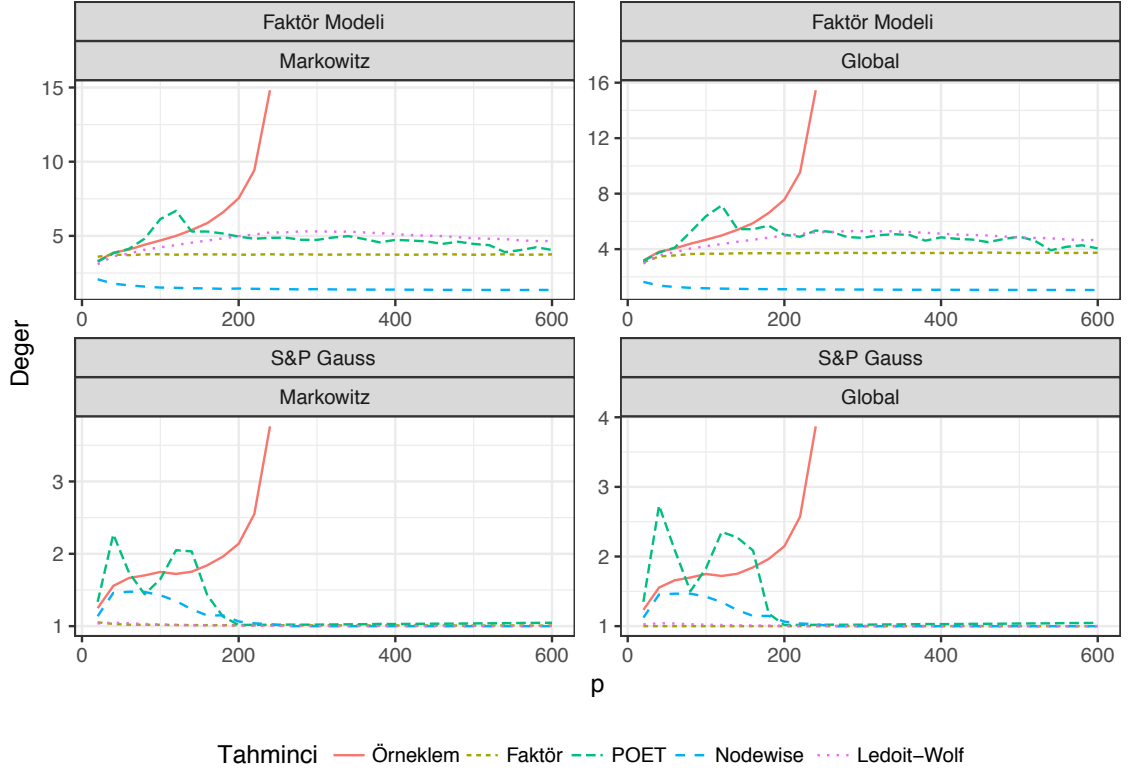 Faktör Modeli
Markowitz
15
10
5
0 200 400 600
Faktör Modeli
Global
16
12
8
4
0 200 400 600
S&P Gauss
Markowitz
3
2
1
0 200 400 600
S&P Gauss
Global
4
3
2
1
0 200 400 600
Deger
p
Tahminci Örneklem Faktör POET Nodewise Ledoit−Wolf